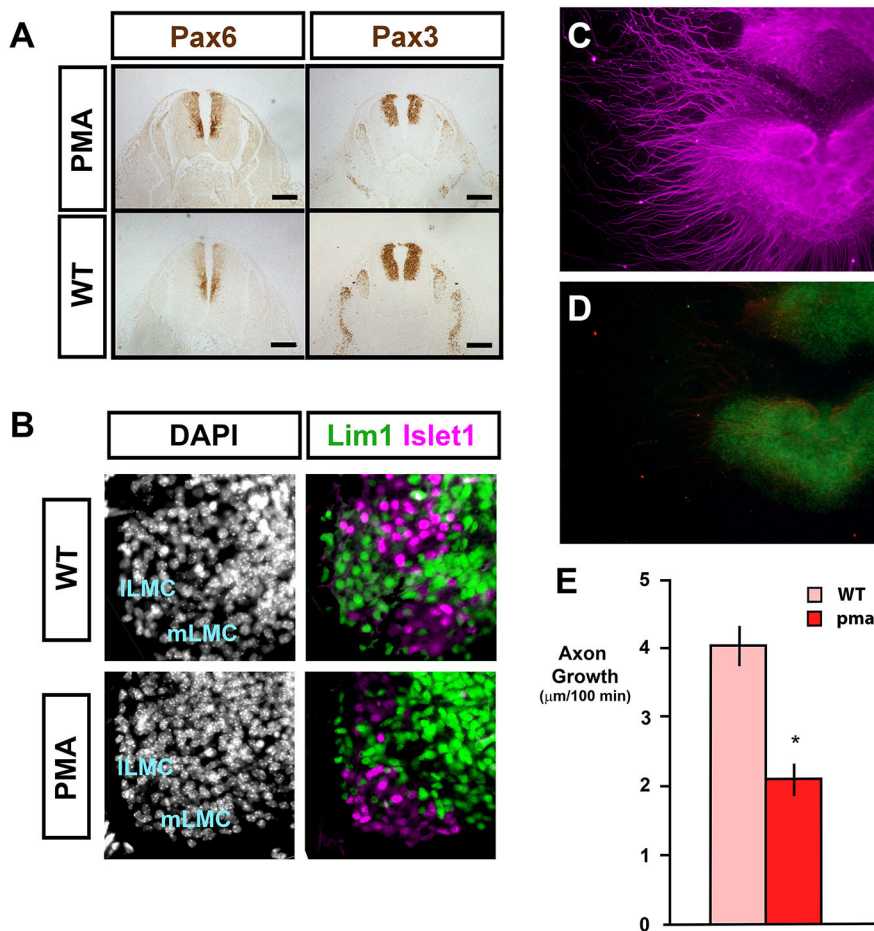 A
Pax6
Pax3
PMA
WT
B
DAPI
Lim1 Islet1
WT
lLMC
mLMC
PMA
lLMC
mLMC
C
D
E
WT
pma
Axon
Growth
(μm/100 min)
5
4
3
2
1
0
*